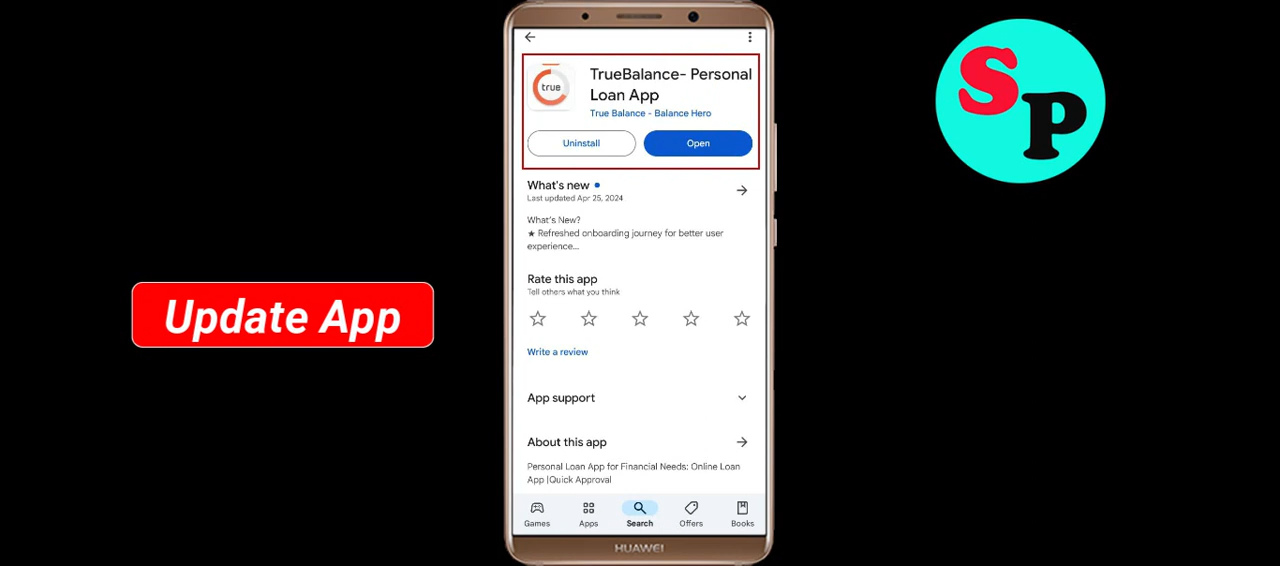 TrueBalance- Personal
Loan App
true
True Balance - Balance Hero
Uninstall
Open
What's new
Last updated Apr 25, 2024
What's New?
★ Refreshed onboarding journey for better user
experience...
Rate this app
Tell others what you think
Write a review
App support
About this app
Personal Loan App for Financial Needs: Online Loan
App |Quick Approval
Games
Apps
Search
Offers
Books
HUAWEI
Update App
SP